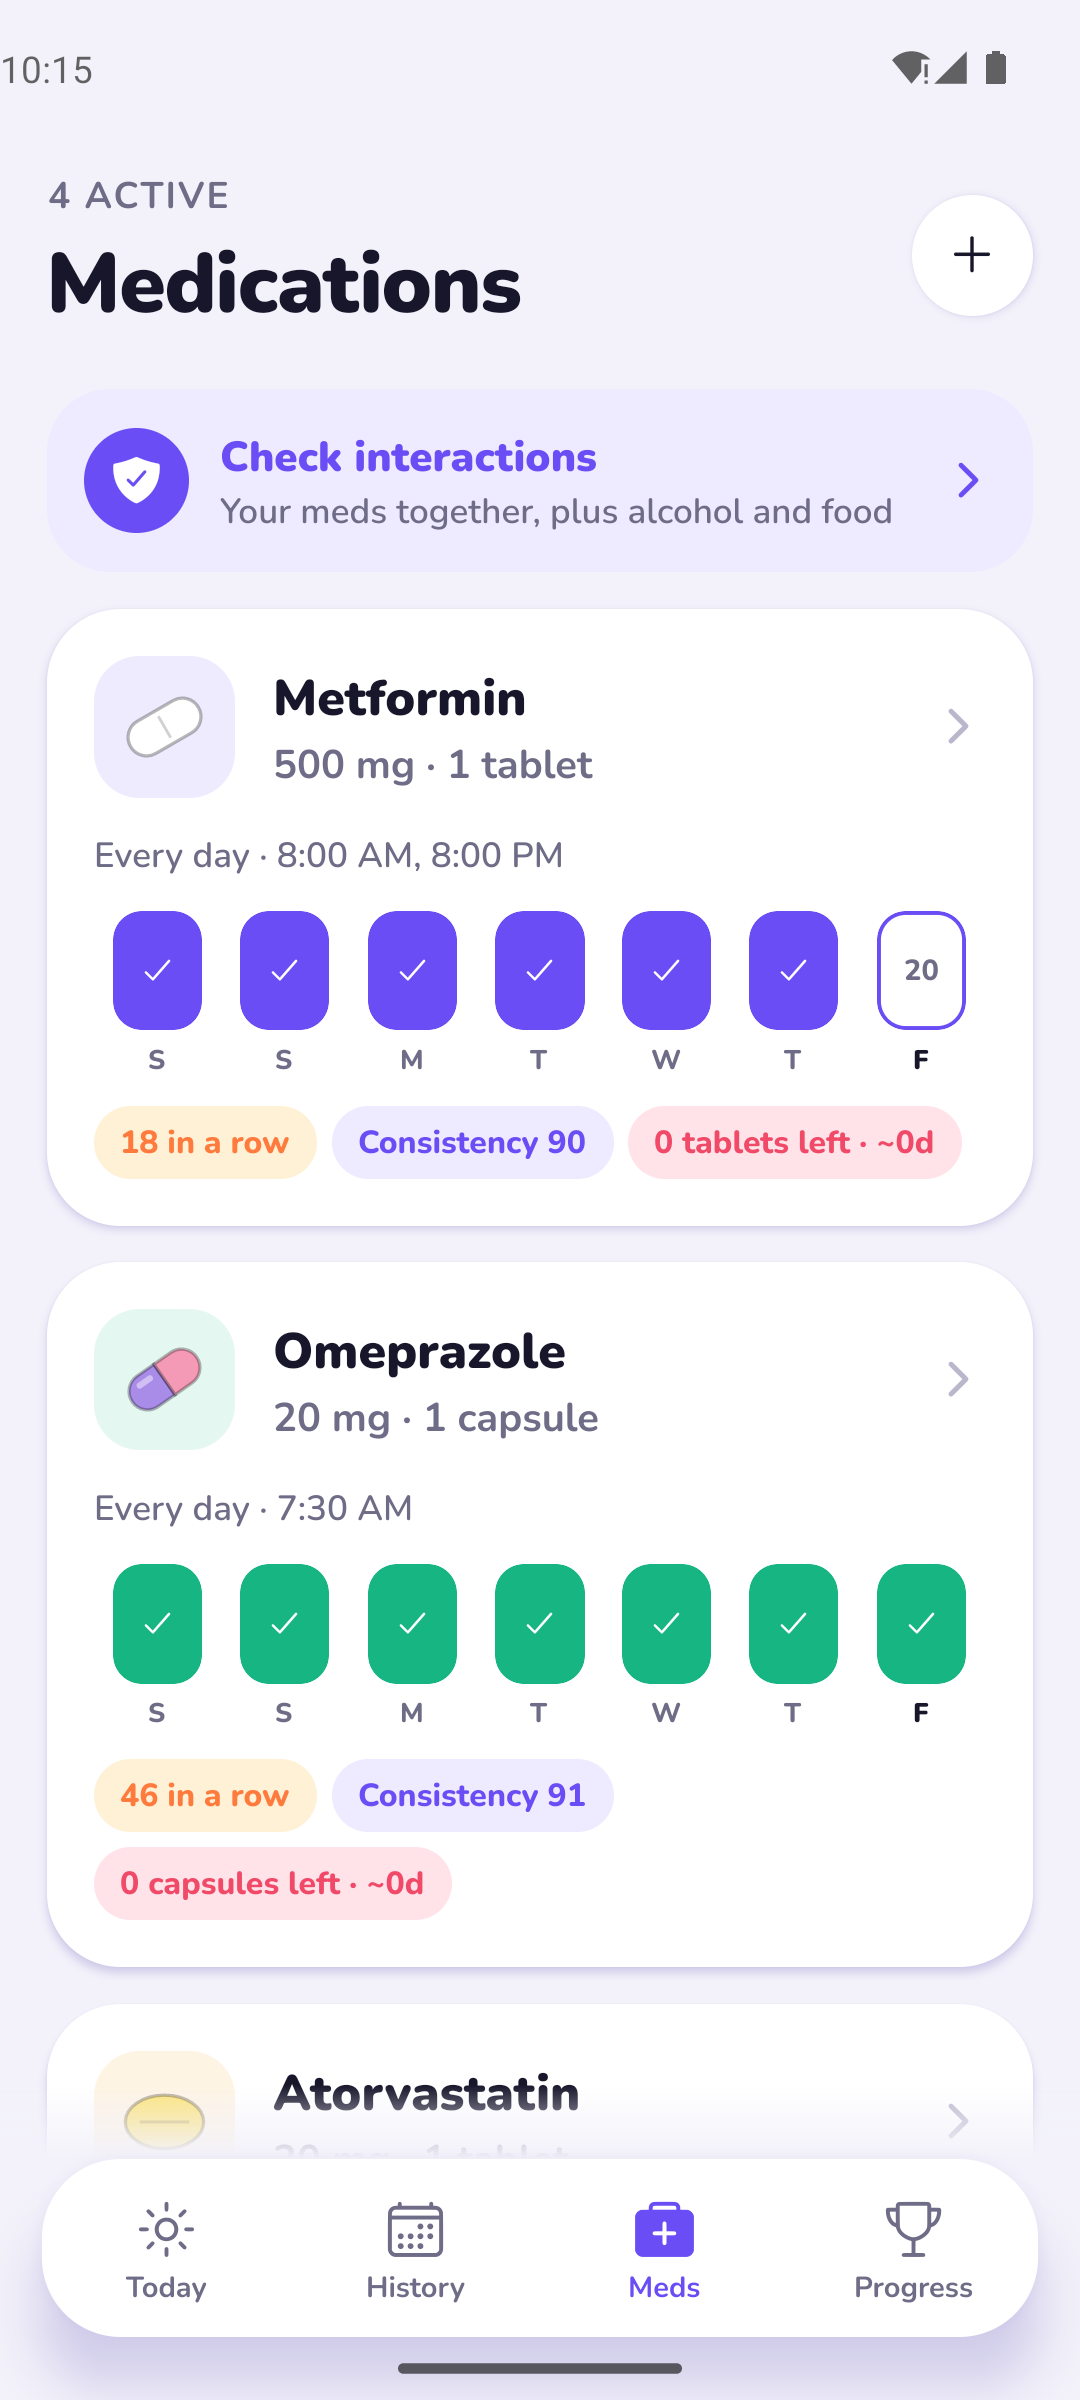 10:15
4 ACTIVE
Medications
Check interactions
Your meds together, plus alcohol and food
Metformin
500 mg · 1 tablet
Every day · 8:00 AM, 8:00 PM
20
S S M T W T F
18 in a row Consistency 90 0 tablets left · ~0d
Omeprazole
20 mg · 1 capsule
Every day · 7:30 AM
S S M T W T F
46 in a row Consistency 91
0 capsules left · ~0d
Atorvastatin
Today History Meds Progress